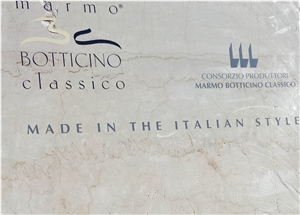 marmo®
BOTTICINO
classico
CONSORZIO PRODUTTORI
MARMO BOTTICINO CLASSICO
MADE IN THE ITALIAN STYLE